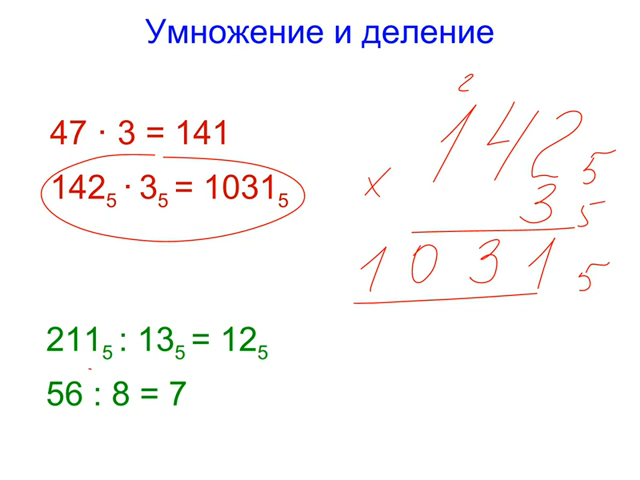 Умножение и деление
47 · 3 = 141
142₅ · 3₅ = 1031₅
2
142₅
× 3₅
1031₅
211₅ : 13₅ = 12₅
56 : 8 = 7